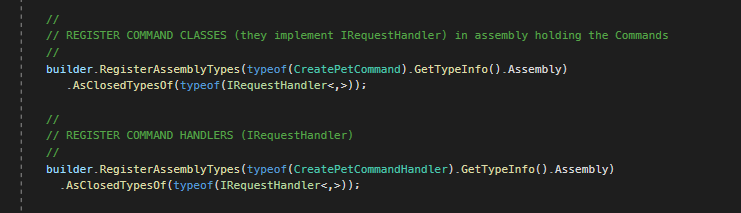 //
// REGISTER COMMAND CLASSES (they implement IRequestHandler) in assembly holding the Commands
//
builder.RegisterAssemblyTypes(typeof(CreatePetCommand).GetTypeInfo().Assembly)
.AsClosedTypesOf(typeof(IRequestHandler<,>));
//
// REGISTER COMMAND HANDLERS (IRequestHandler)
//
builder.RegisterAssemblyTypes(typeof(CreatePetCommandHandler).GetTypeInfo().Assembly)
.AsClosedTypesOf(typeof(IRequestHandler<,>));